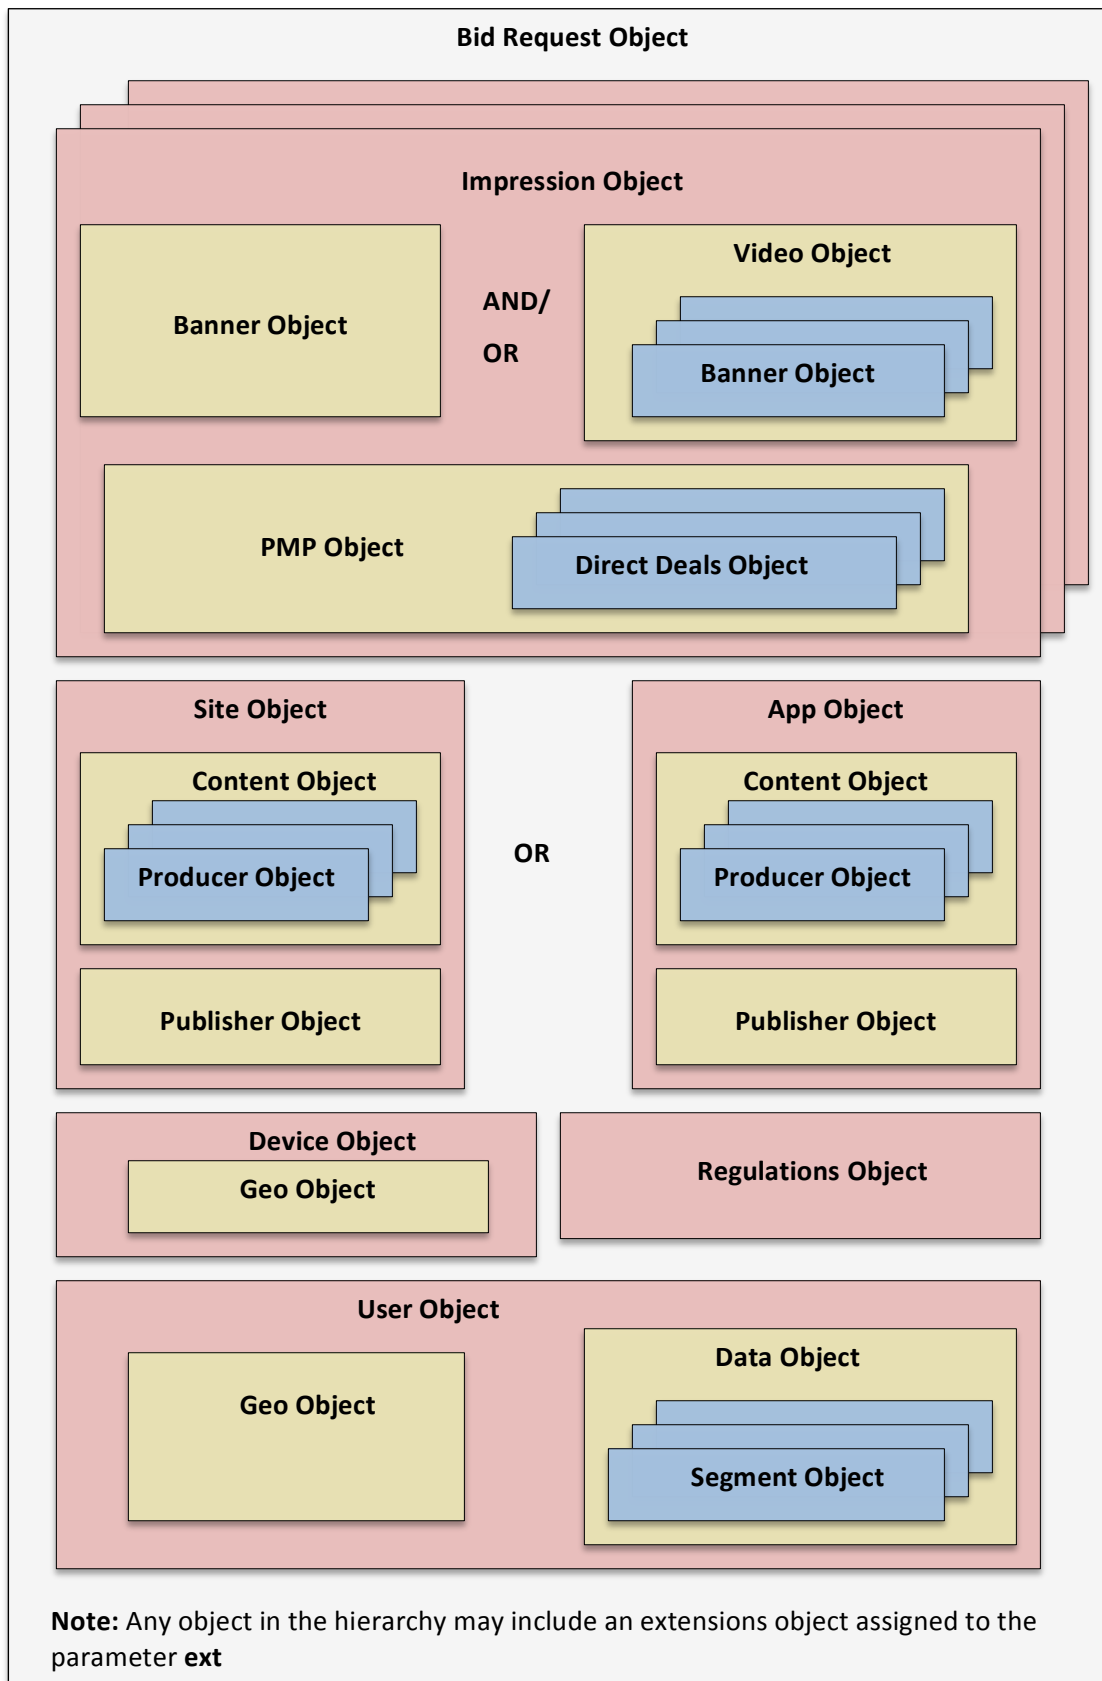 Bid Request Object
Impression Object
Banner Object
AND/
OR
Video Object
Banner Object
PMP Object
Direct Deals Object
Site Object
Content Object
Producer Object
Publisher Object
OR
App Object
Content Object
Producer Object
Publisher Object
Device Object
Geo Object
Regulations Object
User Object
Geo Object
Data Object
Segment Object
Note: Any object in the hierarchy may include an extensions object assigned to the
parameter ext